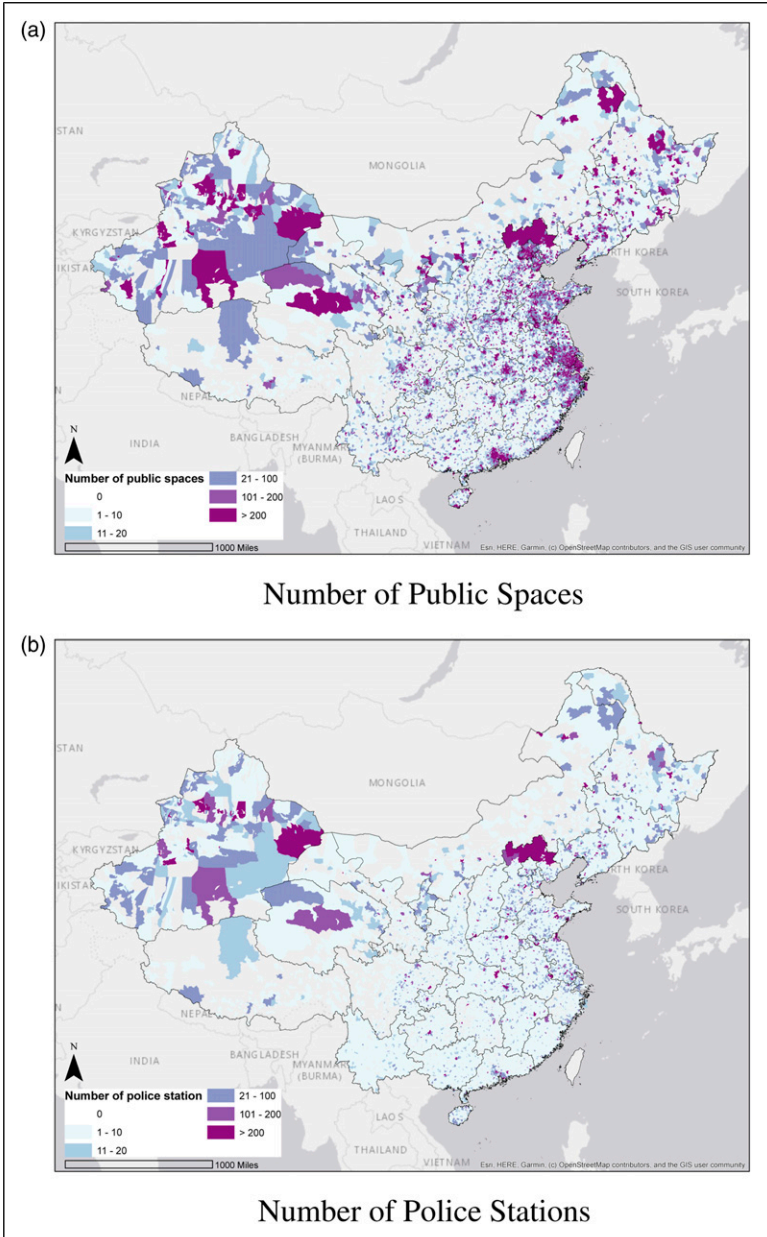 (a)
STAN
MONGOLIA
KYRGYZSTAN
IKISTAN
NORTH KOREA
SOUTH KOREA
NEPAL
N
INDIA
BANGLADESH
MYANMAR
(BURMA)
LAOS
THAILAND
VIETNAM
N
Number of public spaces
0
1 - 10
11 - 20
21 - 100
101 - 200
> 200
1000 Miles
Esri, HERE, Garmin, (c) OpenStreetMap contributors, and the GIS user community
Number of Public Spaces
(b)
STAN
MONGOLIA
KYRGYZSTAN
IKISTAN
NORTH KOREA
SOUTH KOREA
NEPAL
N
INDIA
BANGLADESH
MYANMAR
(BURMA)
LAOS
THAILAND
VIETNAM
N
Number of police station
0
1 - 10
11 - 20
21 - 100
101 - 200
> 200
1000 Miles
Esri, HERE, Garmin, (c) OpenStreetMap contributors, and the GIS user community
Number of Police Stations